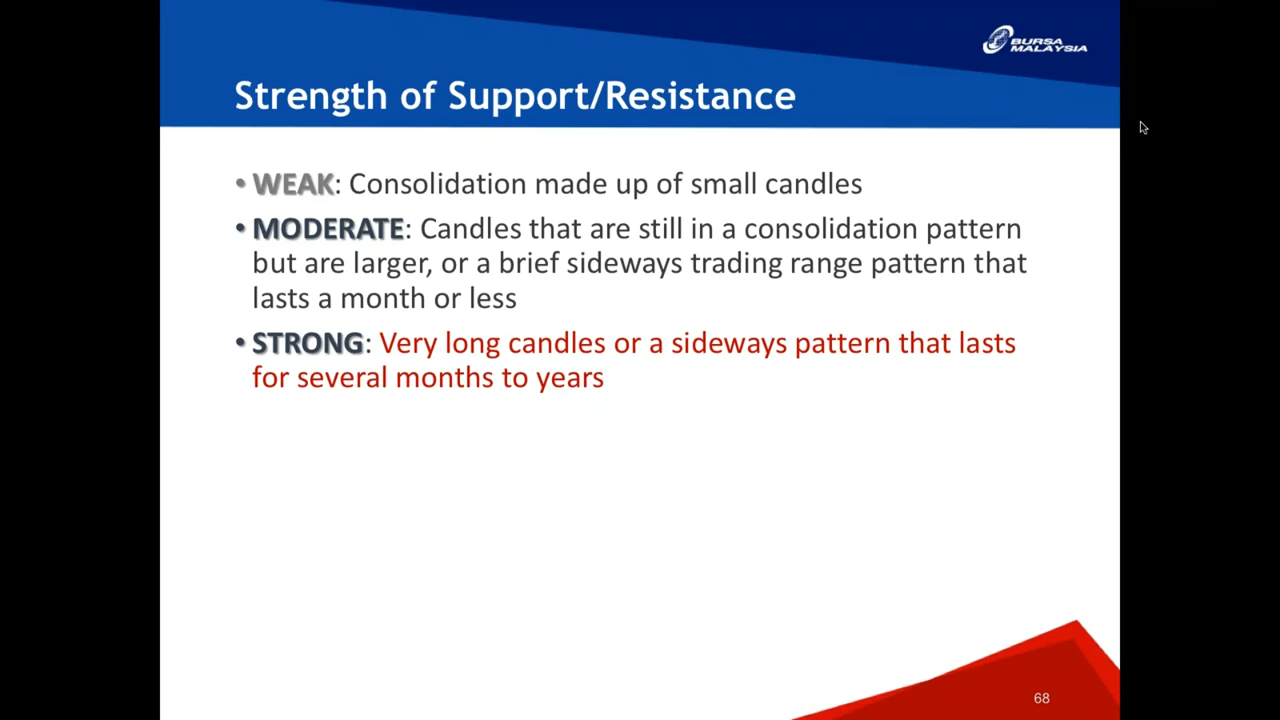 BURSA
MALAYSIA
Strength of Support/Resistance
• WEAK: Consolidation made up of small candles
• MODERATE: Candles that are still in a consolidation pattern
but are larger, or a brief sideways trading range pattern that
lasts a month or less
• STRONG: Very long candles or a sideways pattern that lasts
for several months to years
68